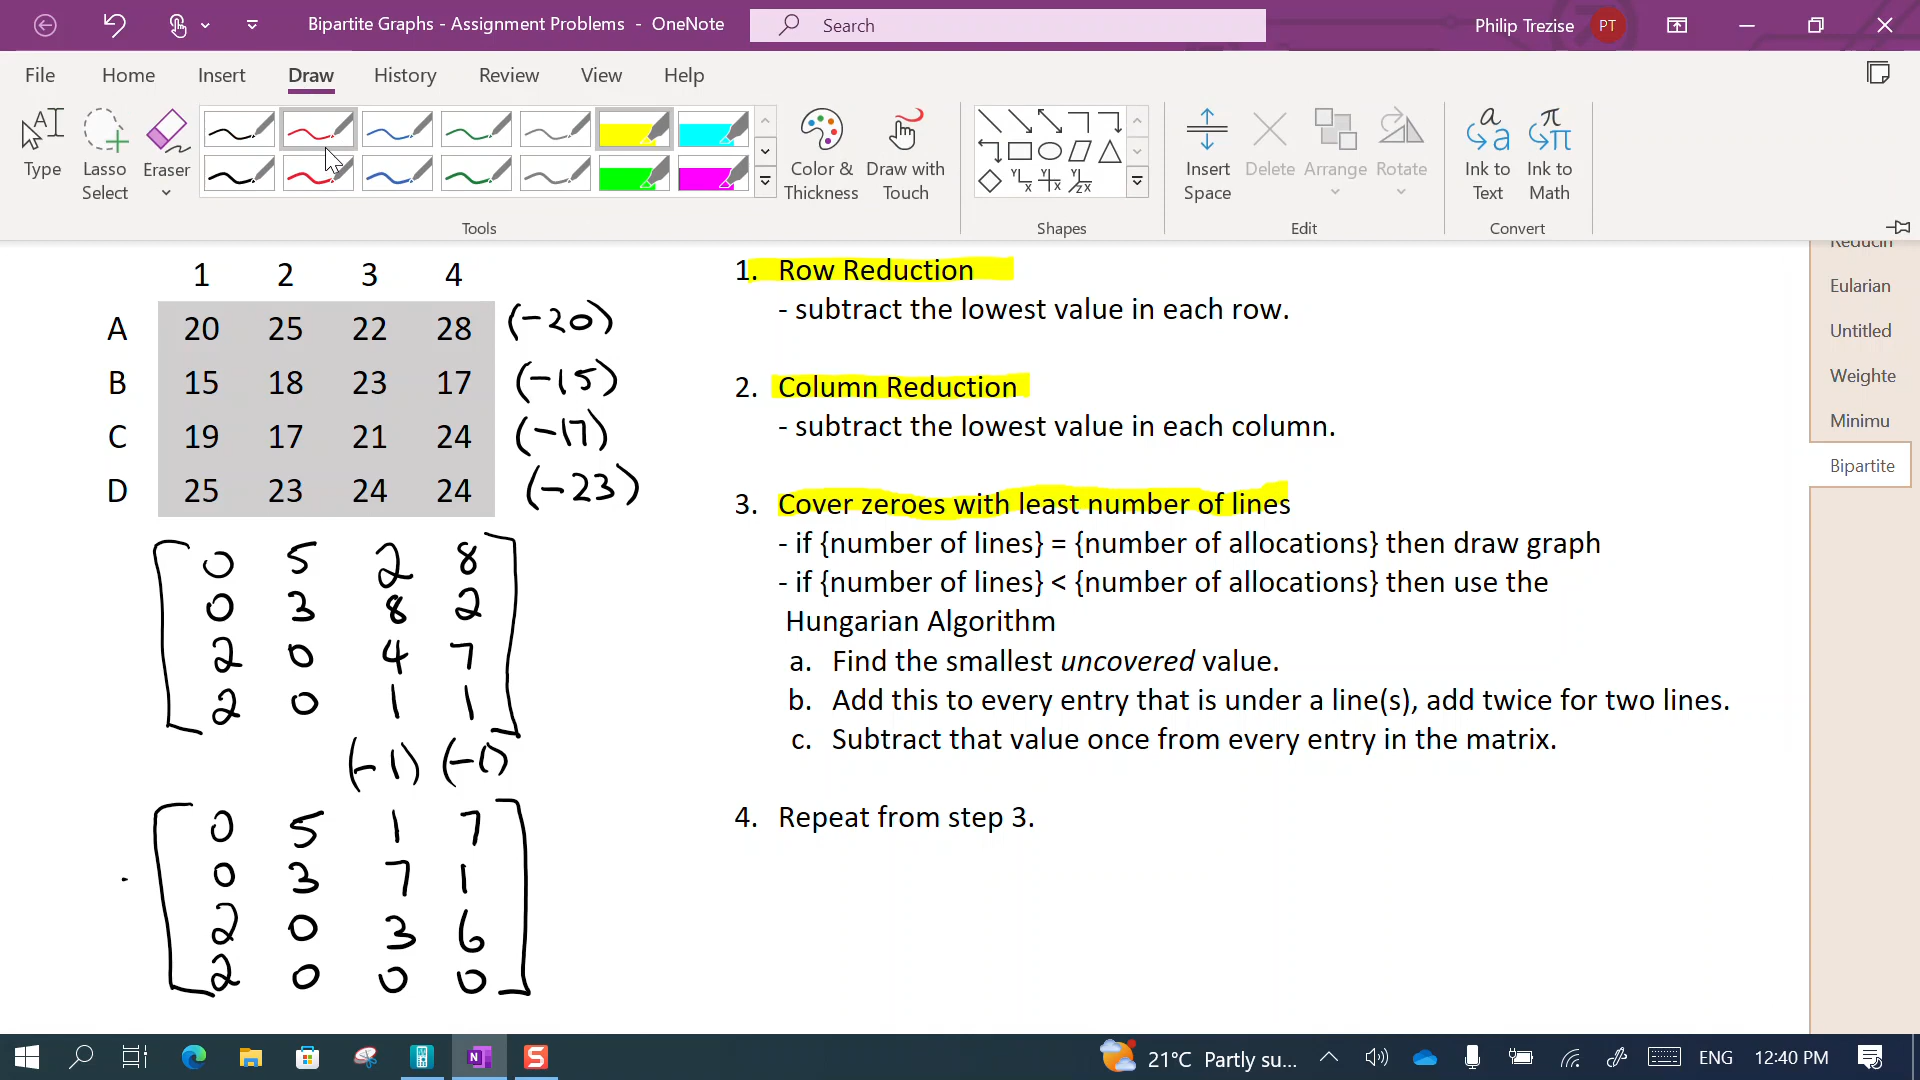 Bipartite Graphs - Assignment Problems - OneNote
Search
Philip Trezise PT
File Home Insert Draw History Review View Help
Type
Lasso Select
Eraser
Color & Thickness
Draw with Touch
Insert Space
Delete
Arrange
Rotate
Ink to Text
Ink to Math
Tools
Shapes
Edit
Convert
1 2 3 4
A 20 25 22 28 (-20)
B 15 18 23 17 (-15)
C 19 17 21 24 (-17)
D 25 23 24 24 (-23)
0 5 2 8
0 3 8 2
2 0 4 7
2 0 1 1
(-1) (-1)
0 5 1 7
0 3 7 1
2 0 3 6
2 0 0 0
1. Row Reduction
- subtract the lowest value in each row.
2. Column Reduction
- subtract the lowest value in each column.
3. Cover zeroes with least number of lines
- if {number of lines} = {number of allocations} then draw graph
- if {number of lines} < {number of allocations} then use the
Hungarian Algorithm
a. Find the smallest uncovered value.
b. Add this to every entry that is under a line(s), add twice for two lines.
c. Subtract that value once from every entry in the matrix.
4. Repeat from step 3.
Reducin
Eularian
Untitled
Weighte
Minimu
Bipartite
21°C Partly su...
ENG
12:40 PM